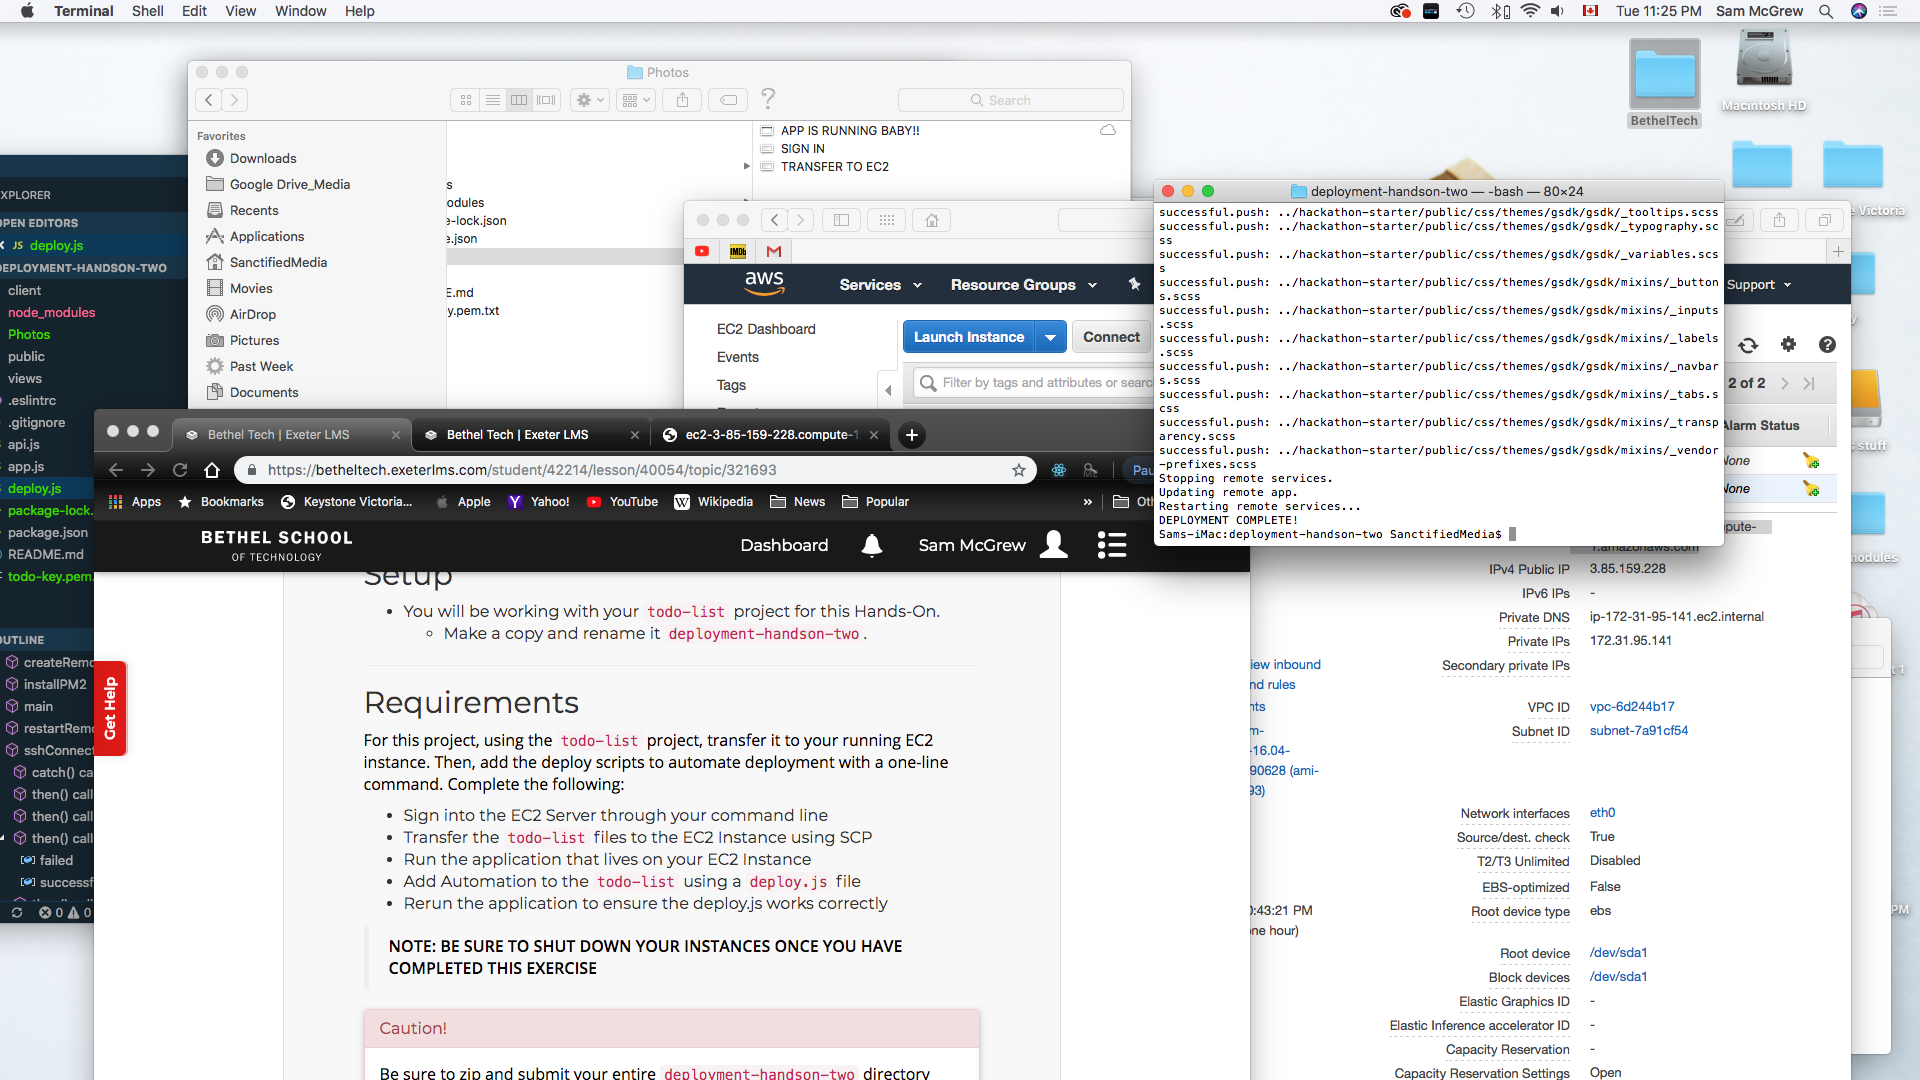 Terminal Shell Edit View Window Help
Tue 11:25 PM Sam McGrew
BethelTech
Macintosh HD
Photos
Search
Favorites
Downloads
Google Drive_Media
Recents
Applications
SanctifiedMedia
Movies
AirDrop
Pictures
Past Week
Documents
s
odules
e-lock.json
e.json
E.md
y.pem.txt
APP IS RUNNING BABY!!
SIGN IN
TRANSFER TO EC2
XPLORER
OPEN EDITORS
JS deploy.js
DEPLOYMENT-HANDSON-TWO
client
node_modules
Photos
public
views
.eslintrc
.gitignore
api.js
app.js
deploy.js
package-lock.
package.json
README.md
todo-key.pem.
OUTLINE
createRemo
installPM2
main
restartRemo
sshConnect
catch() ca
then() call
then() call
then() call
failed
successf
0 0
IMDb
aws
Services
Resource Groups
Support
EC2 Dashboard
Events
Tags
Launch Instance
Connect
Filter by tags and attributes or searc
2 of 2
Alarm Status
None
None
deployment-handson-two — -bash — 80×24
successful.push: ../hackathon-starter/public/css/themes/gsdk/gsdk/_tooltips.scss
successful.push: ../hackathon-starter/public/css/themes/gsdk/gsdk/_typography.sc
ss
successful.push: ../hackathon-starter/public/css/themes/gsdk/gsdk/_variables.scs
s
successful.push: ../hackathon-starter/public/css/themes/gsdk/gsdk/mixins/_button
s.scss
successful.push: ../hackathon-starter/public/css/themes/gsdk/gsdk/mixins/_inputs
.scss
successful.push: ../hackathon-starter/public/css/themes/gsdk/gsdk/mixins/_labels
.scss
successful.push: ../hackathon-starter/public/css/themes/gsdk/gsdk/mixins/_navbar
s.scss
successful.push: ../hackathon-starter/public/css/themes/gsdk/gsdk/mixins/_tabs.s
css
successful.push: ../hackathon-starter/public/css/themes/gsdk/gsdk/mixins/_transp
arency.scss
successful.push: ../hackathon-starter/public/css/themes/gsdk/gsdk/mixins/_vendor
-prefixes.scss
Stopping remote services.
Updating remote app.
Restarting remote services...
DEPLOYMENT COMPLETE!
Sams-iMac:deployment-handson-two SanctifiedMedia$
e Victoria
s stuff
nodules
Bethel Tech | Exeter LMS
Bethel Tech | Exeter LMS
ec2-3-85-159-228.compute-1.
https://betheltech.exeterlms.com/student/42214/lesson/40054/topic/321693
Pau
Apps Bookmarks Keystone Victoria... Apple Yahoo! YouTube Wikipedia News Popular » Oth
BETHEL SCHOOL
OF TECHNOLOGY
Dashboard
Sam McGrew
Get Help
Setup
You will be working with your todo-list project for this Hands-On.
Make a copy and rename it deployment-handson-two.
Requirements
For this project, using the todo-list project, transfer it to your running EC2
instance. Then, add the deploy scripts to automate deployment with a one-line
command. Complete the following:
Sign into the EC2 Server through your command line
Transfer the todo-list files to the EC2 Instance using SCP
Run the application that lives on your EC2 Instance
Add Automation to the todo-list using a deploy.js file
Rerun the application to ensure the deploy.js works correctly
NOTE: BE SURE TO SHUT DOWN YOUR INSTANCES ONCE YOU HAVE
COMPLETED THIS EXERCISE
Caution!
Be sure to zip and submit your entire deployment-handson-two directory
pute-
1.amazonaws.com
IPv4 Public IP 3.85.159.228
IPv6 IPs -
Private DNS ip-172-31-95-141.ec2.internal
Private IPs 172.31.95.141
Secondary private IPs
VPC ID vpc-6d244b17
Subnet ID subnet-7a91cf54
iew inbound
nd rules
nts
m-
-16.04-
90628 (ami-
93)
Network interfaces eth0
Source/dest. check True
T2/T3 Unlimited Disabled
EBS-optimized False
Root device type ebs
0:43:21 PM
one hour)
Root device /dev/sda1
Block devices /dev/sda1
Elastic Graphics ID -
Elastic Inference accelerator ID -
Capacity Reservation -
Capacity Reservation Settings Open
t 1
PM